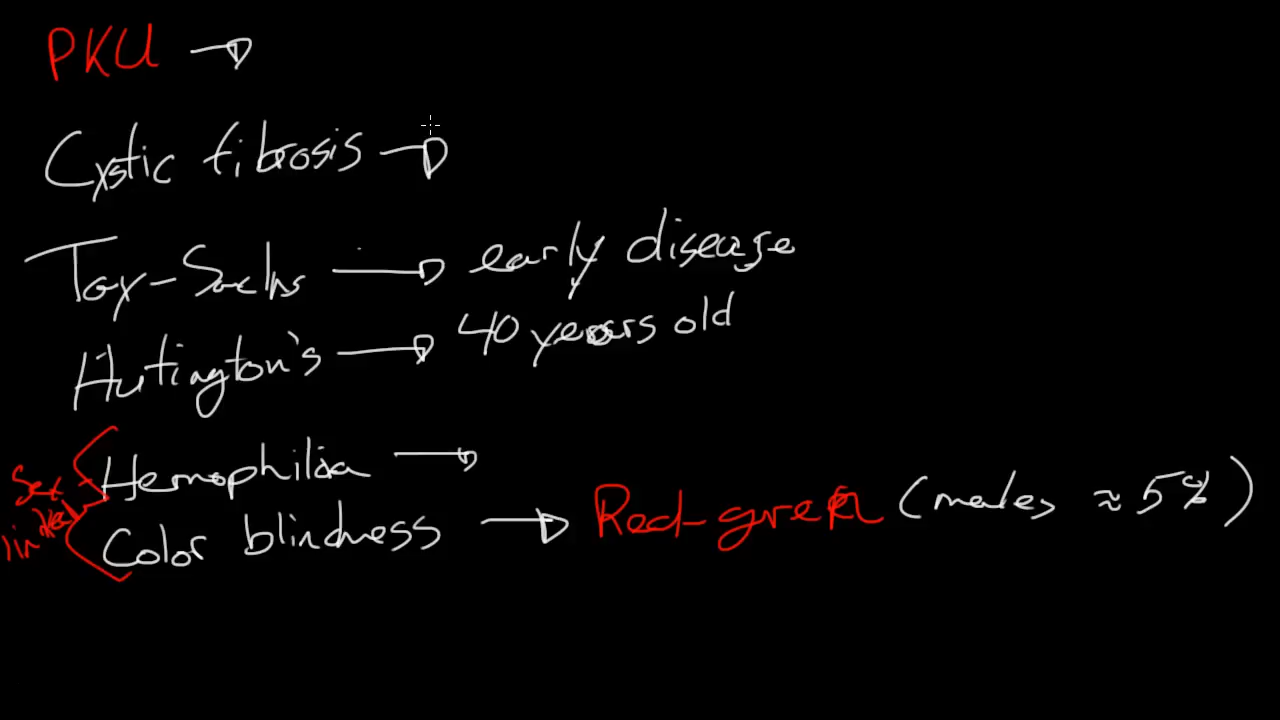 PKU →
Cystic fibrosis →
Tay-Sachs → early disease
Hutington's → 40 years old
Sex linked
Hemophilia →
Color blindness → Red-green (males ≈ 5%)